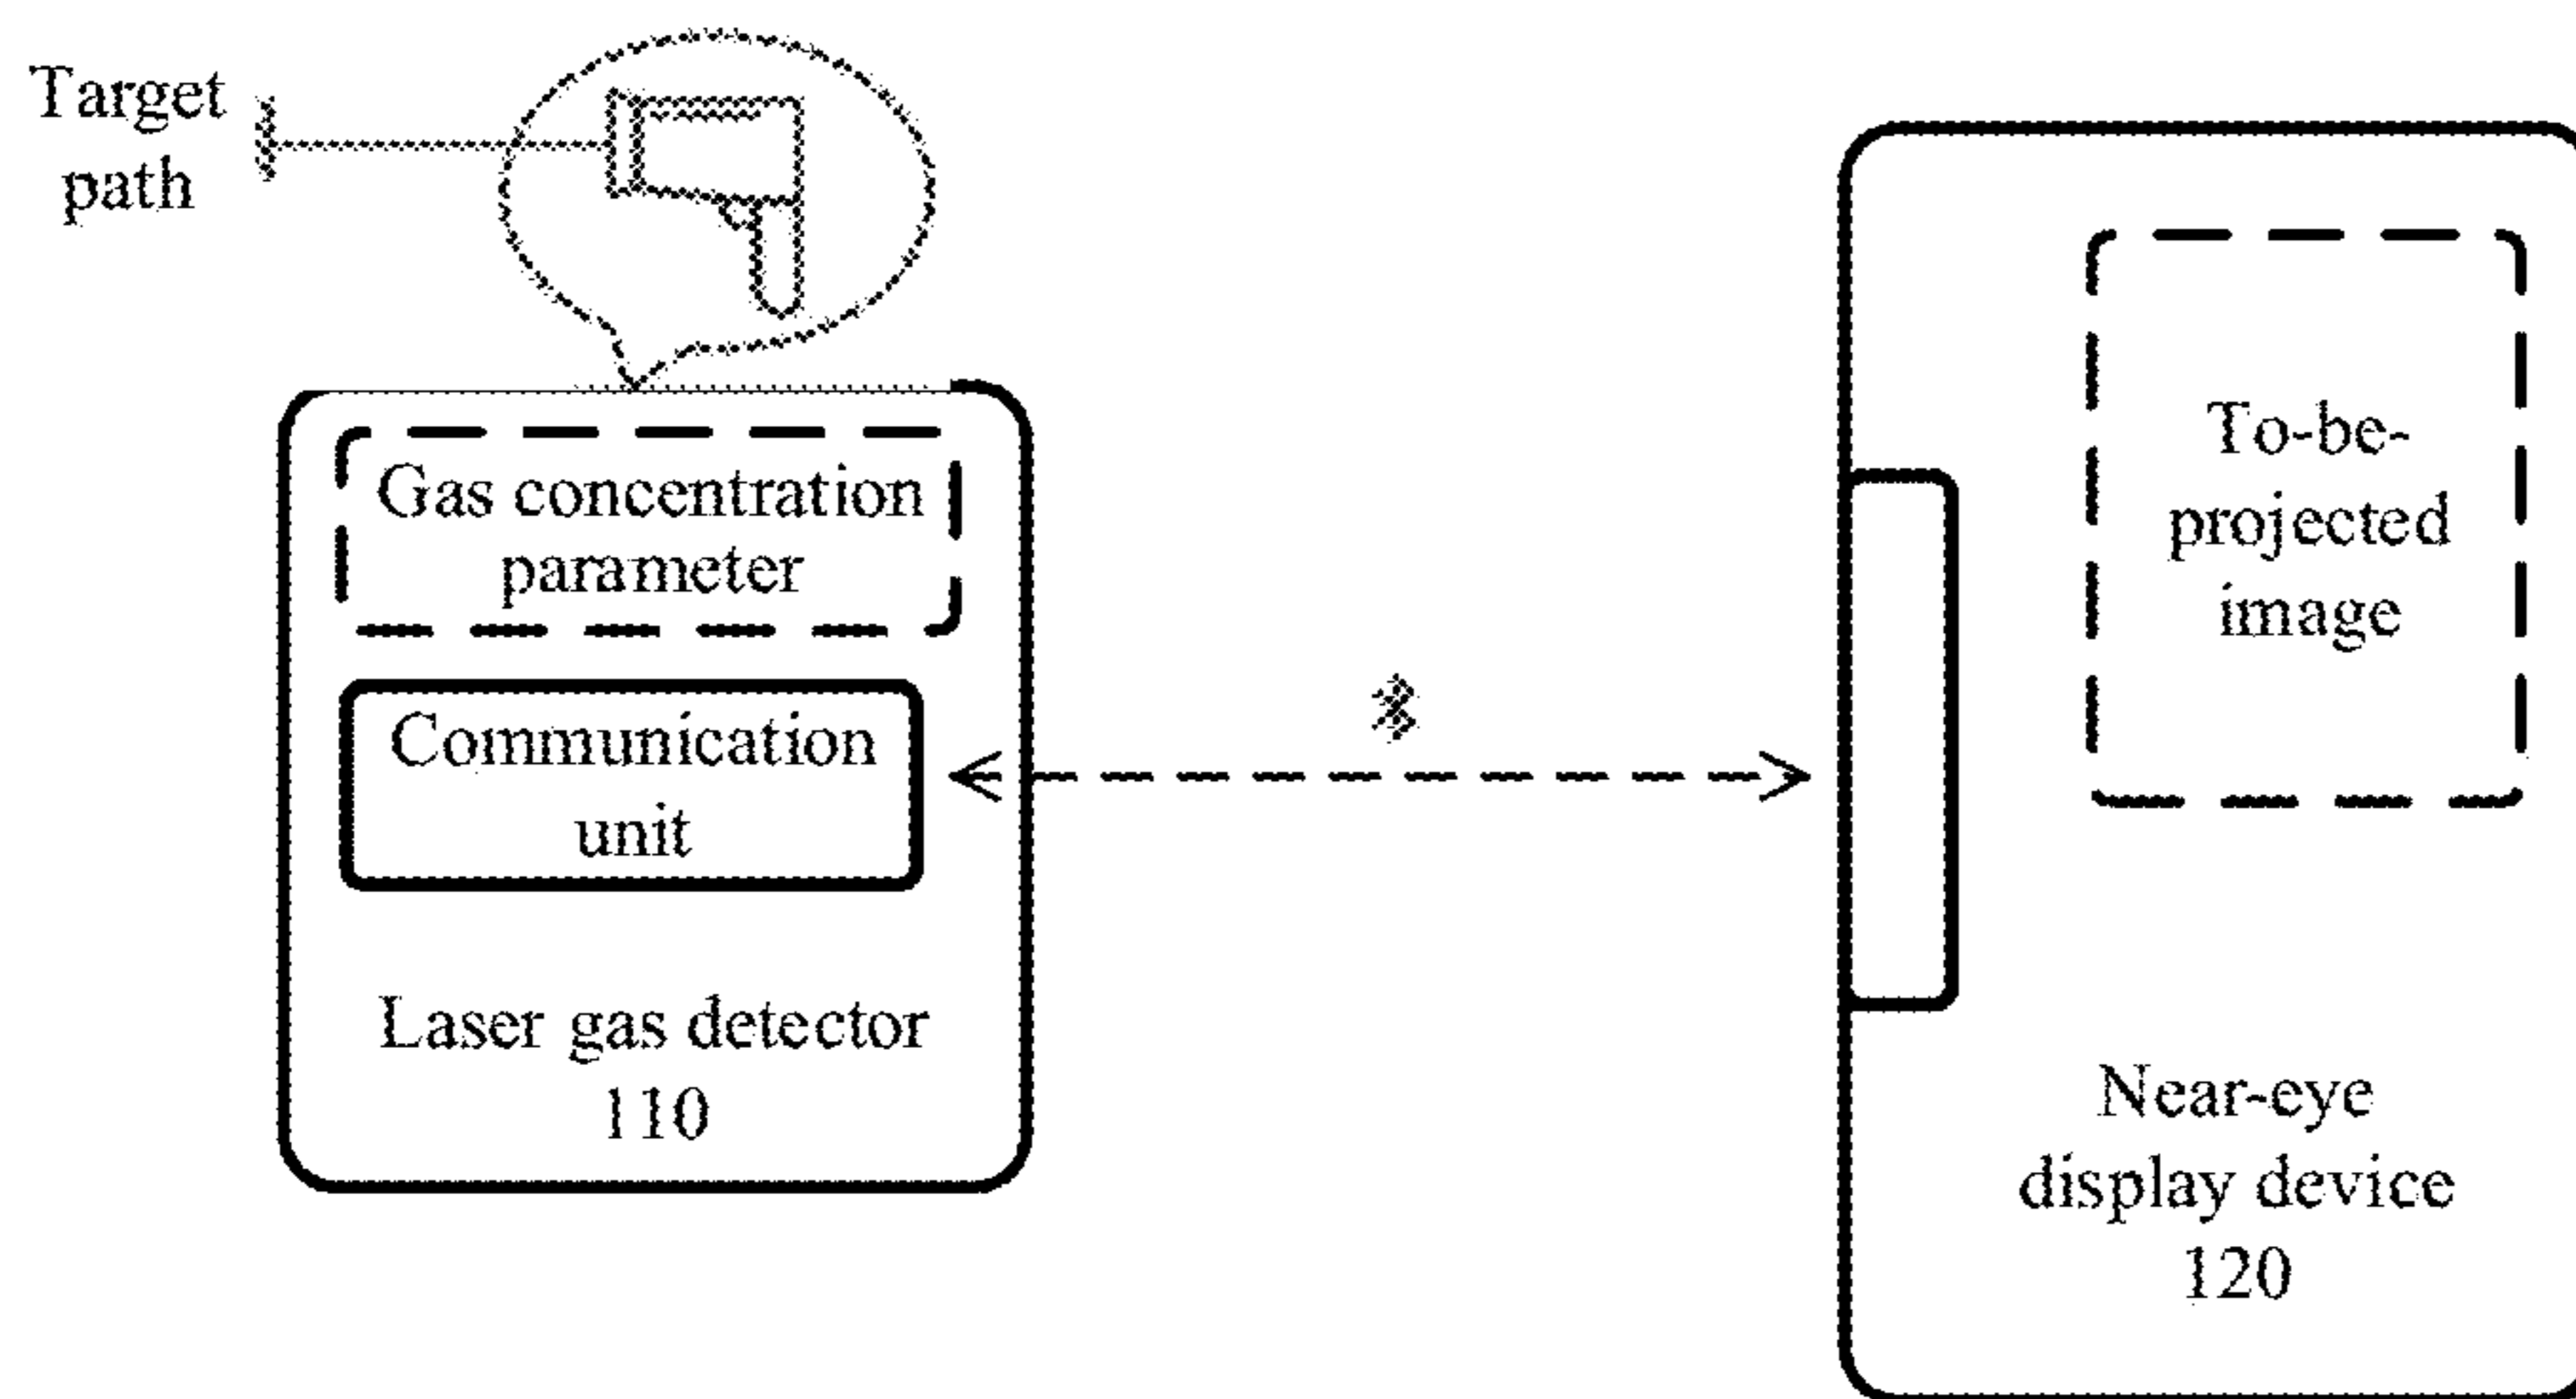 Target
path
Gas concentration
parameter
Communication
unit
Laser gas detector
110
To-be-
projected
image
Near-eye
display device
120